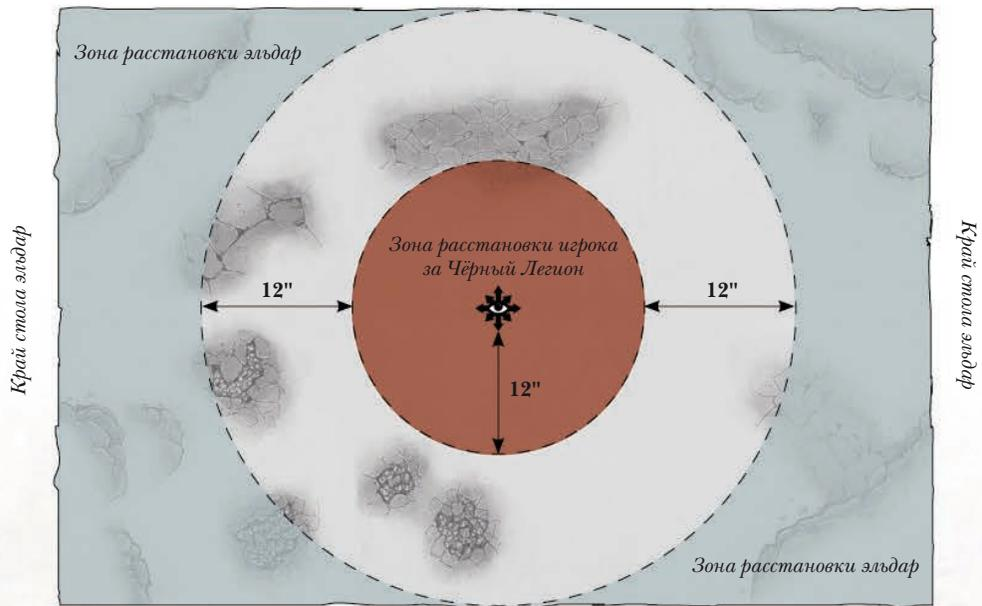 Зона расстановки эльдар
Край стола эльдар
Зона расстановки игрока
за Чёрный Легион
12"
12"
12"
Край стола эльдар
Зона расстановки эльдар